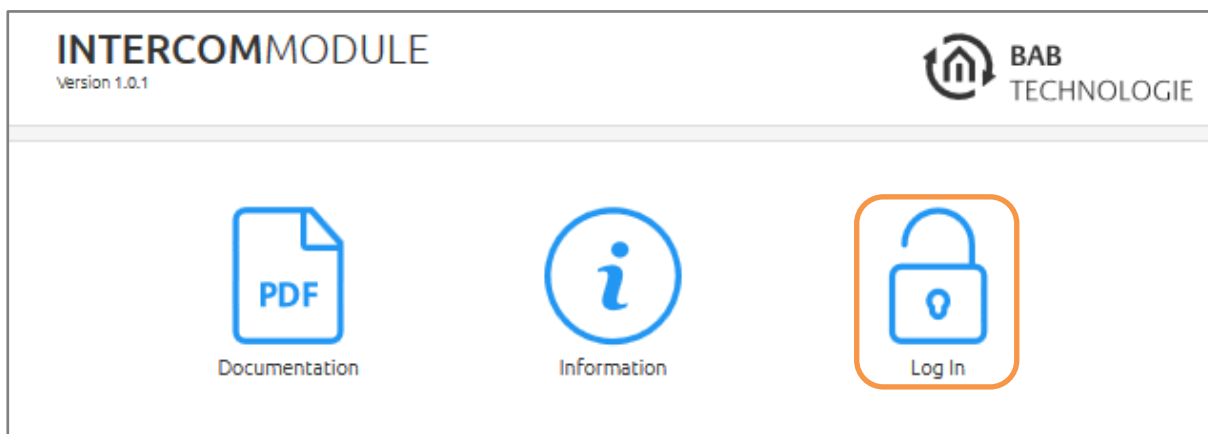 INTERCOMMODULE
Version 1.0.1
BAB
TECHNOLOGIE
PDF
i
Documentation
Information
Log In